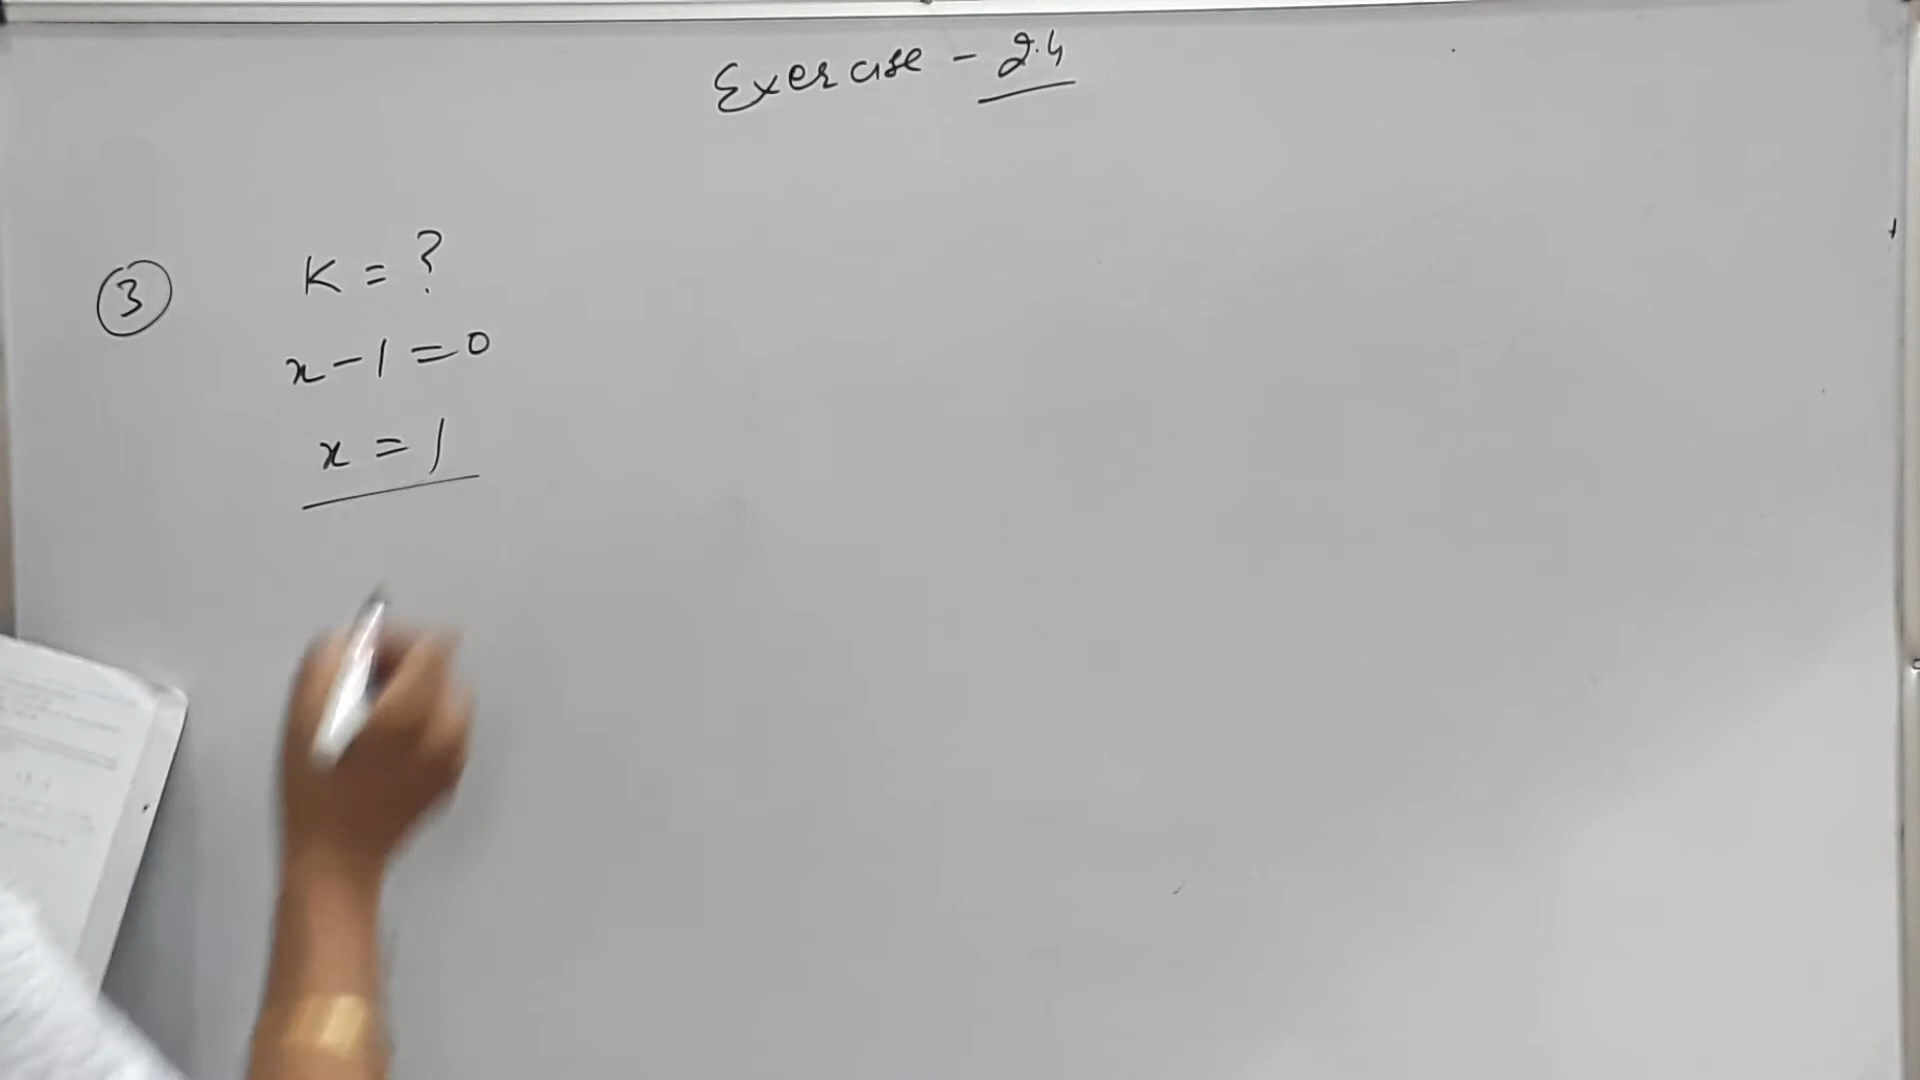 Exercise - 2.4
③ K = ?
x - 1 = 0
x = 1